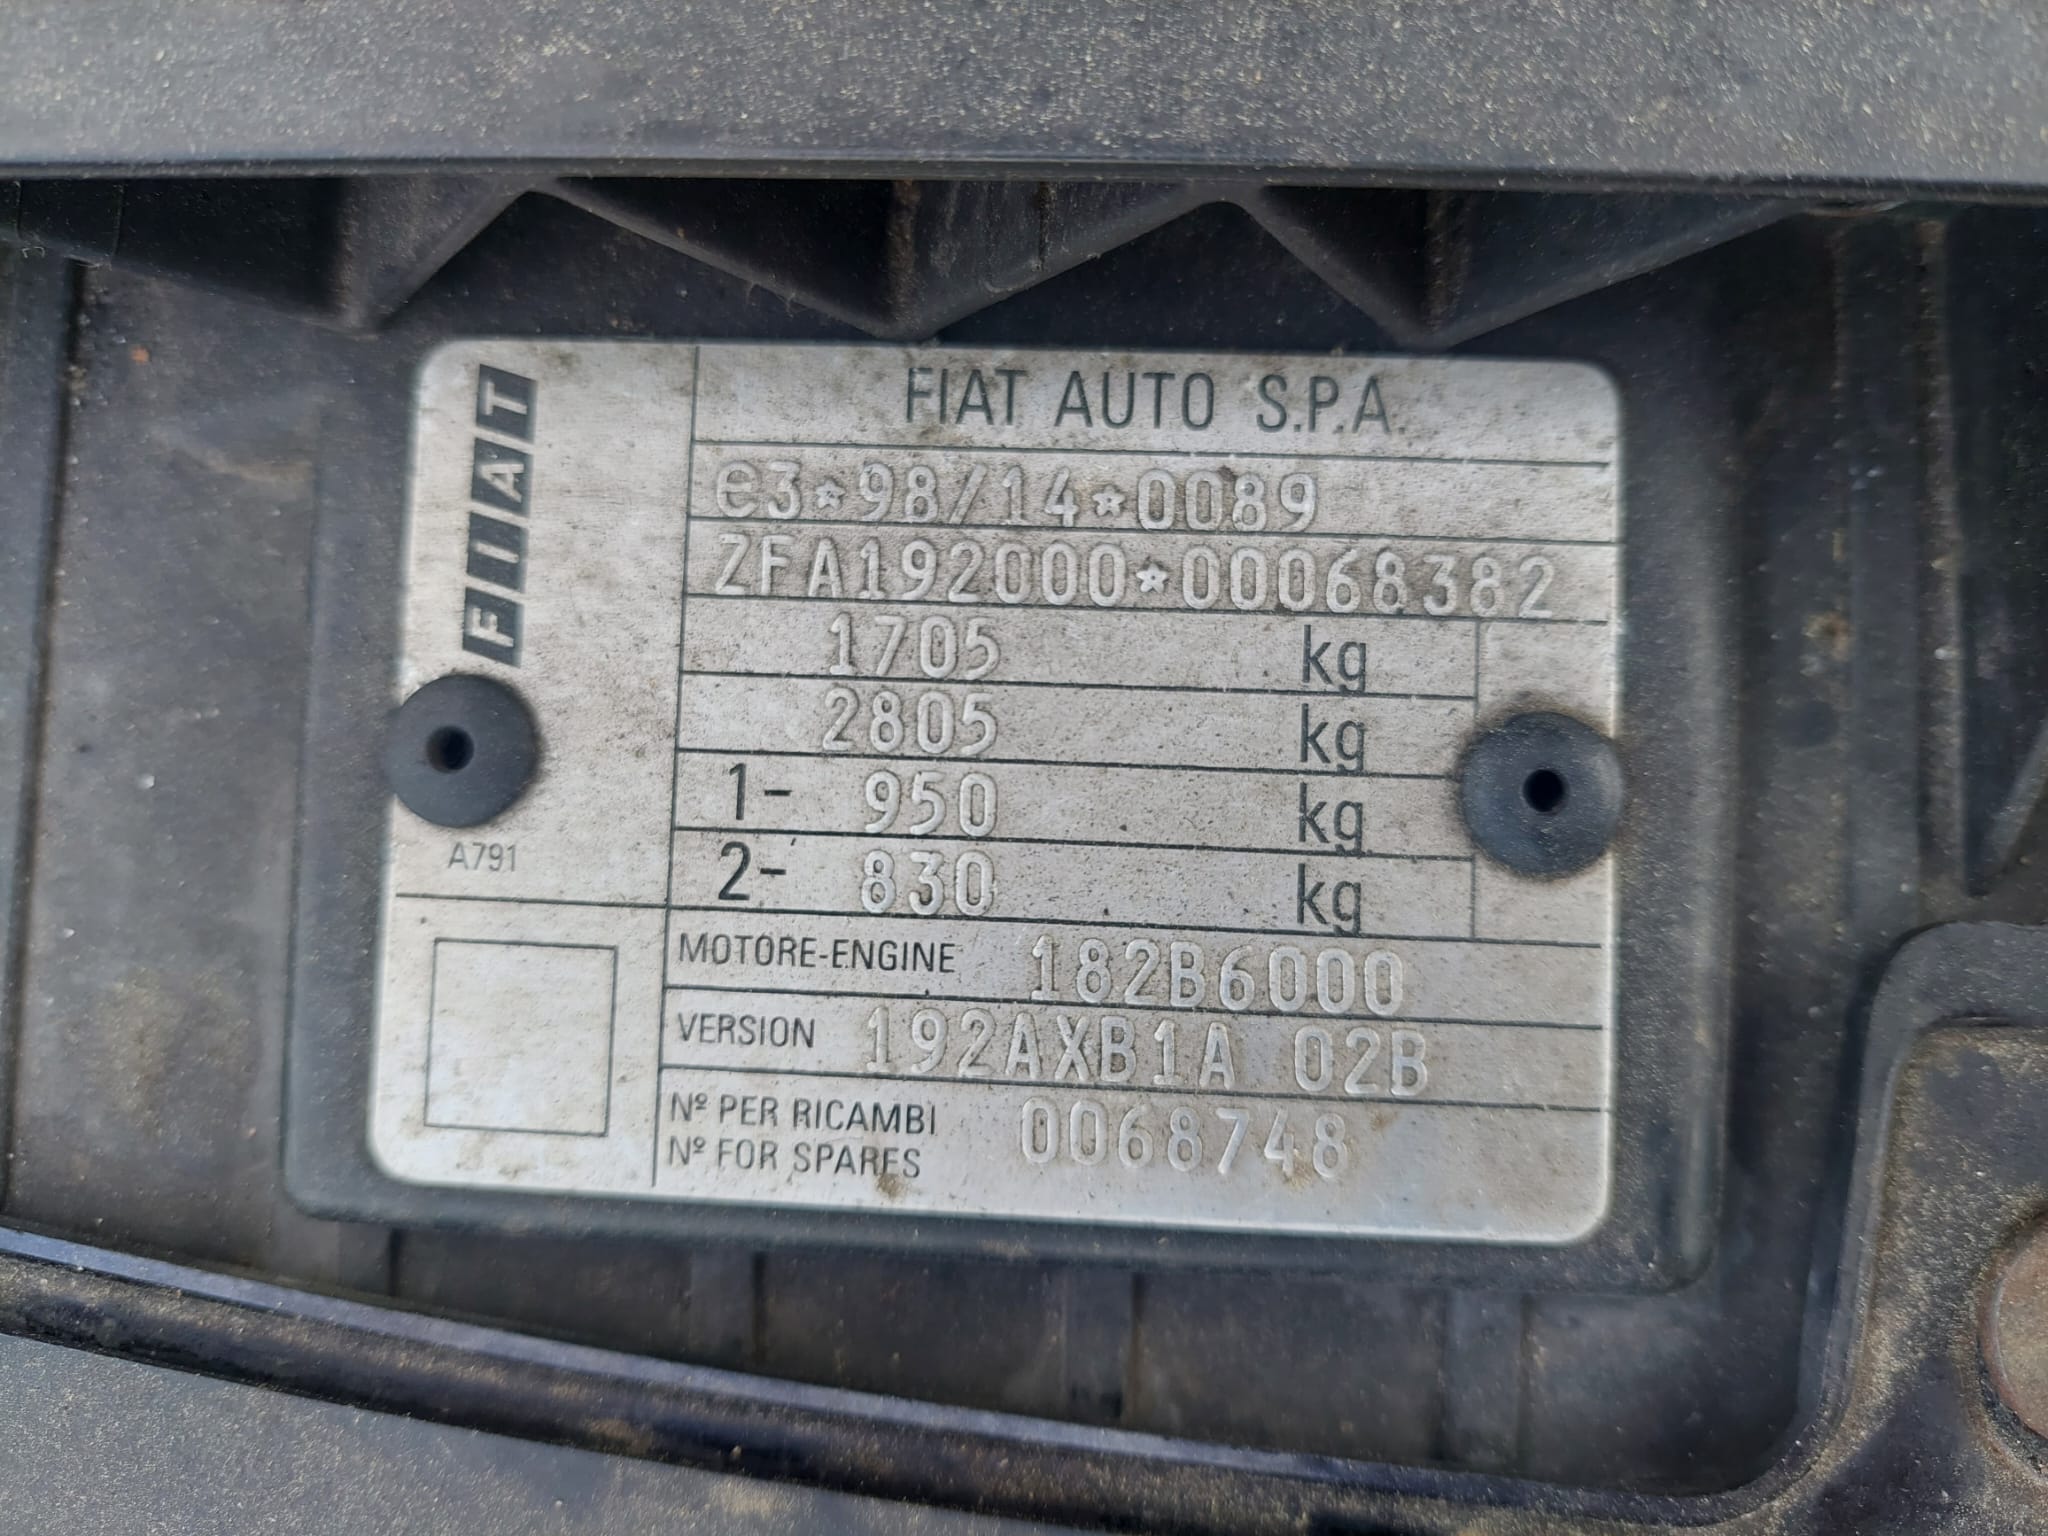 FIAT
FIAT AUTO S.P.A.
e3*98/14*0089
ZFA192000*00068382
1705 kg
2805 kg
1- 950 kg
2- 830 kg
A791
MOTORE-ENGINE 182B6000
VERSION 192AXB1A 02B
Nº PER RICAMBI
Nº FOR SPARES 0068748